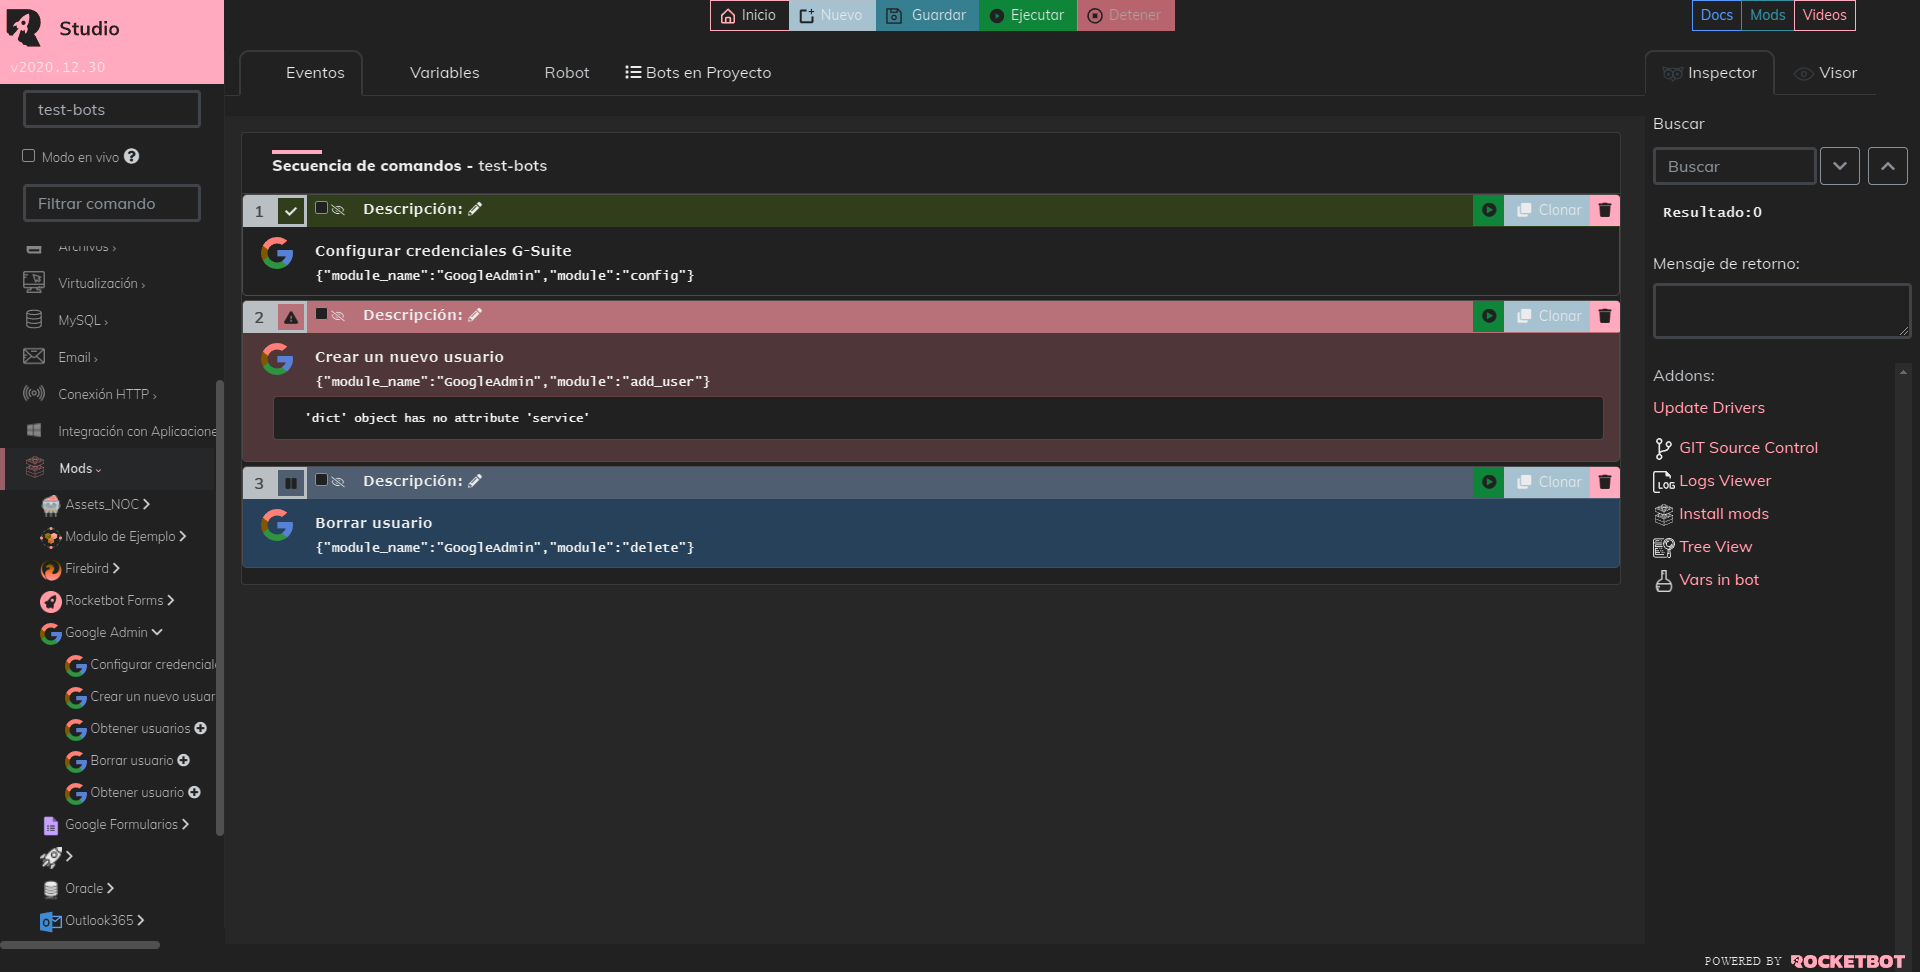 Studio
v2020.12.30
Inicio
Nuevo
Guardar
Ejecutar
Detener
Docs
Mods
Videos
test-bots
Modo en vivo
Filtrar comando
Archivos
Virtualización
MySQL
Email
Conexión HTTP
Integración con Aplicacione
Mods
Assets_NOC
Modulo de Ejemplo
Firebird
Rocketbot Forms
Google Admin
Configurar credencial
Crear un nuevo usuar
Obtener usuarios
Borrar usuario
Obtener usuario
Google Formularios
Oracle
Outlook365
Eventos
Variables
Robot
Bots en Proyecto
Secuencia de comandos - test-bots
1
Descripción:
Clonar
Configurar credenciales G-Suite
{"module_name":"GoogleAdmin","module":"config"}
2
Descripción:
Clonar
Crear un nuevo usuario
{"module_name":"GoogleAdmin","module":"add_user"}
'dict' object has no attribute 'service'
3
Descripción:
Clonar
Borrar usuario
{"module_name":"GoogleAdmin","module":"delete"}
Inspector
Visor
Buscar
Buscar
Resultado:0
Mensaje de retorno:
Addons:
Update Drivers
GIT Source Control
LOG Logs Viewer
Install mods
Tree View
Vars in bot
POWERED BY ROCKETBOT